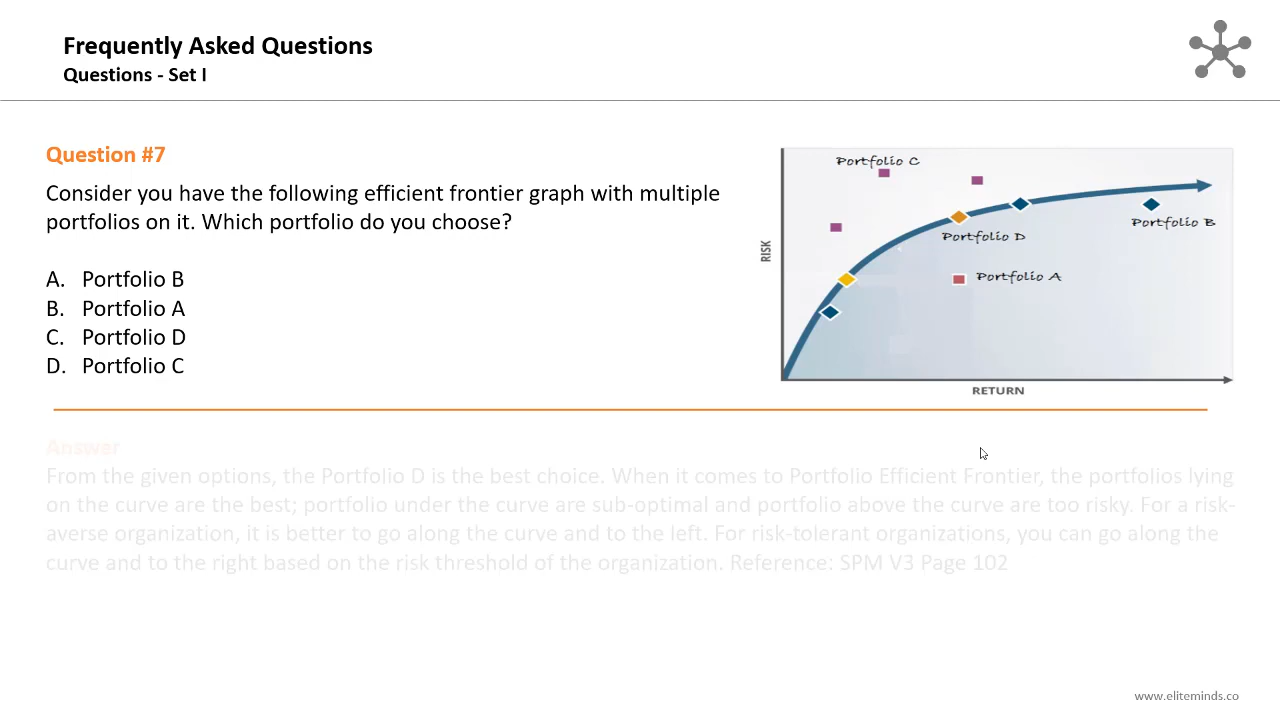 Frequently Asked Questions
Questions - Set I
Question #7
Consider you have the following efficient frontier graph with multiple
portfolios on it. Which portfolio do you choose?
A. Portfolio B
B. Portfolio A
C. Portfolio D
D. Portfolio C
Portfolio C
Portfolio B
Portfolio D
Portfolio A
RISK
RETURN
Answer
From the given options, the Portfolio D is the best choice. When it comes to Portfolio Efficient Frontier, the portfolios lying
on the curve are the best; portfolio under the curve are sub-optimal and portfolio above the curve are too risky. For a risk-
averse organization, it is better to go along the curve and to the left. For risk-tolerant organizations, you can go along the
curve and to the right based on the risk threshold of the organization. Reference: SPM V3 Page 102
www.eliteminds.co